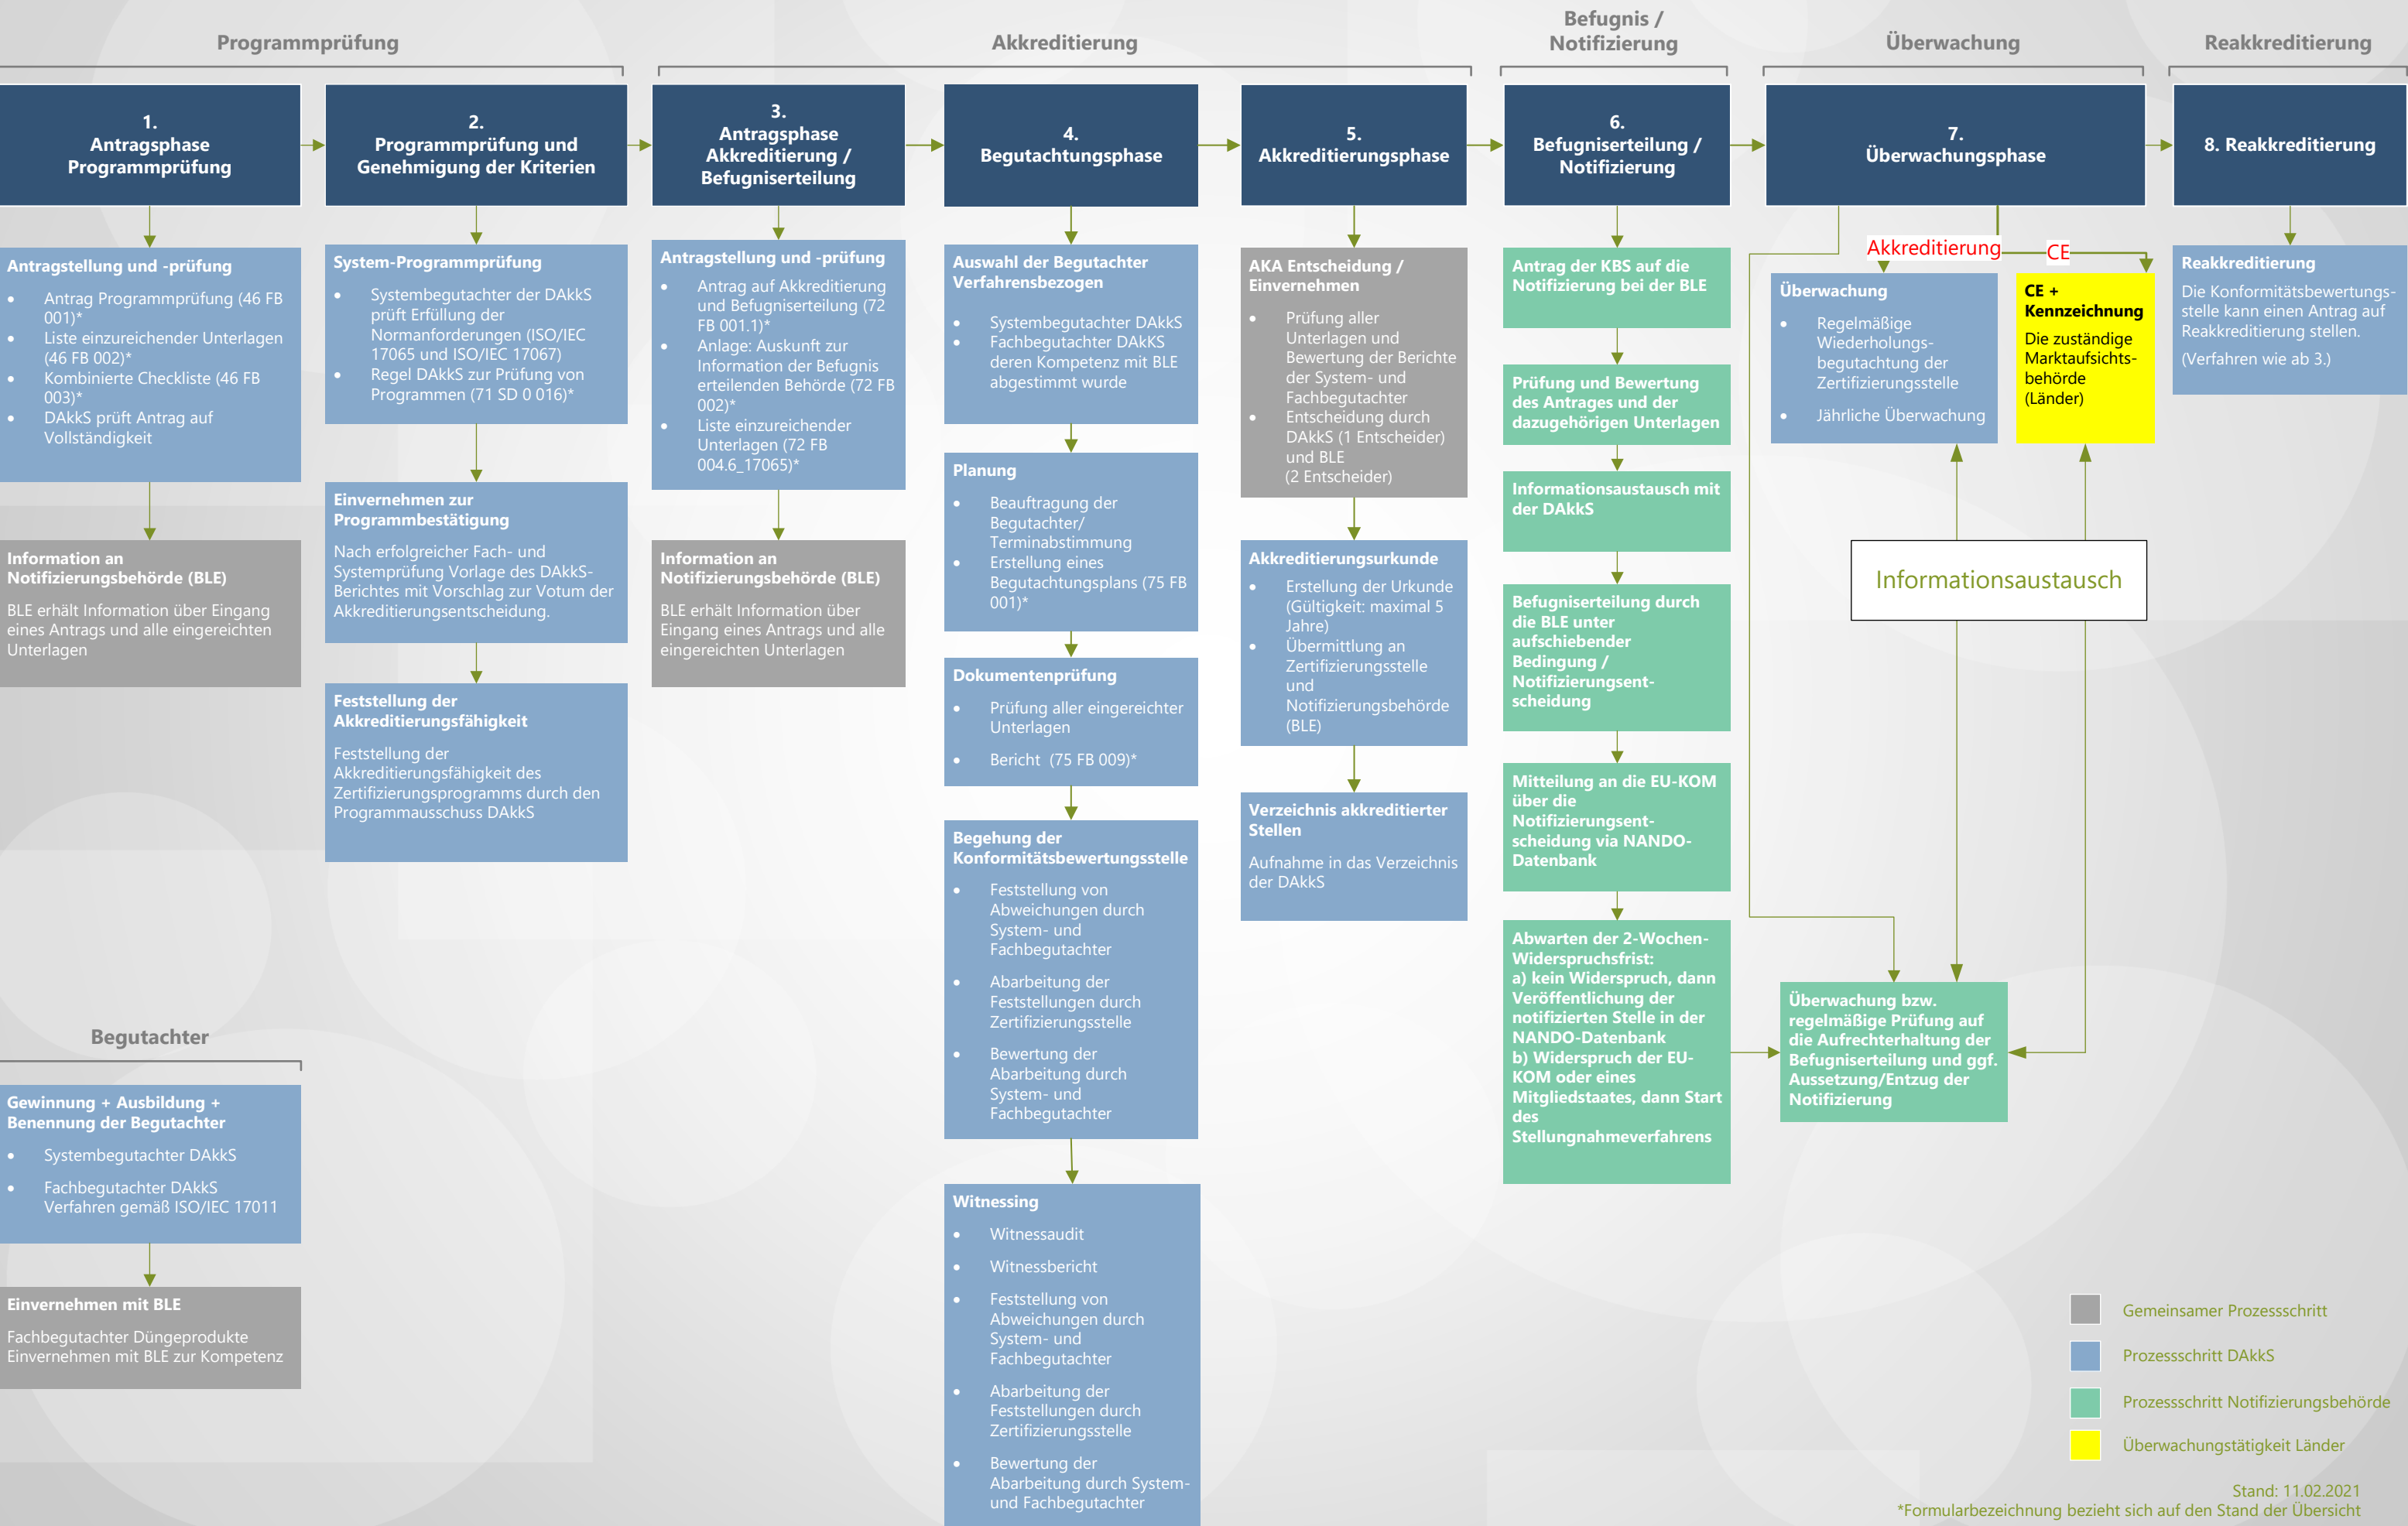 Programmprüfung
Akkreditierung
Befugnis /
Notifizierung
Überwachung
Reakkreditierung
1.
Antragsphase
Programmprüfung
2.
Programmprüfung und
Genehmigung der Kriterien
3.
Antragsphase
Akkreditierung /
Befugniserteilung
4.
Begutachtungsphase
5.
Akkreditierungsphase
6.
Befugniserteilung /
Notifizierung
7.
Überwachungsphase
8. Reakkreditierung
Antragstellung und -prüfung
• Antrag Programmprüfung (46 FB
001)*
• Liste einzureichender Unterlagen
(46 FB 002)*
• Kombinierte Checkliste (46 FB
003)*
• DAkkS prüft Antrag auf
Vollständigkeit
Information an
Notifizierungsbehörde (BLE)
BLE erhält Information über Eingang
eines Antrags und alle eingereichten
Unterlagen
Begutachter
Gewinnung + Ausbildung +
Benennung der Begutachter
• Systembegutachter DAkkS
• Fachbegutachter DAkkS
Verfahren gemäß ISO/IEC 17011
Einvernehmen mit BLE
Fachbegutachter Düngeprodukte
Einvernehmen mit BLE zur Kompetenz
System-Programmprüfung
• Systembegutachter der DAkkS
prüft Erfüllung der
Normanforderungen (ISO/IEC
17065 und ISO/IEC 17067)
• Regel DAkkS zur Prüfung von
Programmen (71 SD 0 016)*
Einvernehmen zur
Programmbestätigung
Nach erfolgreicher Fach- und
Systemprüfung Vorlage des DAkkS-
Berichtes mit Vorschlag zur Votum der
Akkreditierungsentscheidung.
Feststellung der
Akkreditierungsfähigkeit
Feststellung der
Akkreditierungsfähigkeit des
Zertifizierungsprogramms durch den
Programmausschuss DAkkS
Antragstellung und -prüfung
• Antrag auf Akkreditierung
und Befugniserteilung (72
FB 001.1)*
• Anlage: Auskunft zur
Information der Befugnis
erteilenden Behörde (72 FB
002)*
• Liste einzureichender
Unterlagen (72 FB
004.6_17065)*
Information an
Notifizierungsbehörde (BLE)
BLE erhält Information über
Eingang eines Antrags und alle
eingereichten Unterlagen
Auswahl der Begutachter
Verfahrensbezogen
• Systembegutachter DAkkS
• Fachbegutachter DAkKS
deren Kompetenz mit BLE
abgestimmt wurde
Planung
• Beauftragung der
Begutachter/
Terminabstimmung
• Erstellung eines
Begutachtungsplans (75 FB
001)*
Dokumentenprüfung
• Prüfung aller eingereichter
Unterlagen
• Bericht (75 FB 009)*
Begehung der
Konformitätsbewertungsstelle
• Feststellung von
Abweichungen durch
System- und
Fachbegutachter
• Abarbeitung der
Feststellungen durch
Zertifizierungsstelle
• Bewertung der
Abarbeitung durch
System- und
Fachbegutachter
Witnessing
• Witnessaudit
• Witnessbericht
• Feststellung von
Abweichungen durch
System- und
Fachbegutachter
• Abarbeitung der
Feststellungen durch
Zertifizierungsstelle
• Bewertung der
Abarbeitung durch System-
und Fachbegutachter
AKA Entscheidung /
Einvernehmen
• Prüfung aller
Unterlagen und
Bewertung der Berichte
der System- und
Fachbegutachter
• Entscheidung durch
DAkkS (1 Entscheider)
und BLE
(2 Entscheider)
Akkreditierungsurkunde
• Erstellung der Urkunde
(Gültigkeit: maximal 5
Jahre)
• Übermittlung an
Zertifizierungsstelle
und
Notifizierungsbehörde
(BLE)
Verzeichnis akkreditierter
Stellen
Aufnahme in das Verzeichnis
der DAkkS
Antrag der KBS auf die
Notifizierung bei der BLE
Prüfung und Bewertung
des Antrages und der
dazugehörigen Unterlagen
Informationsaustausch mit
der DAkkS
Befugniserteilung durch
die BLE unter
aufschiebender
Bedingung /
Notifizierungsent-
scheidung
Mitteilung an die EU-KOM
über die
Notifizierungsent-
scheidung via NANDO-
Datenbank
Abwarten der 2-Wochen-
Widerspruchsfrist:
a) kein Widerspruch, dann
Veröffentlichung der
notifizierten Stelle in der
NANDO-Datenbank
b) Widerspruch der EU-
KOM oder eines
Mitgliedstaates, dann Start
des
Stellungnahmeverfahrens
Akkreditierung
CE
Überwachung
• Regelmäßige
Wiederholungs-
begutachtung der
Zertifizierungsstelle
• Jährliche Überwachung
CE +
Kennzeichnung
Die zuständige
Marktaufsichts-
behörde
(Länder)
Informationsaustausch
Überwachung bzw.
regelmäßige Prüfung auf
die Aufrechterhaltung der
Befugniserteilung und ggf.
Aussetzung/Entzug der
Notifizierung
Reakkreditierung
Die Konformitätsbewertungs-
stelle kann einen Antrag auf
Reakkreditierung stellen.
(Verfahren wie ab 3.)
Gemeinsamer Prozessschritt
Prozessschritt DAkkS
Prozessschritt Notifizierungsbehörde
Überwachungstätigkeit Länder
Stand: 11.02.2021
*Formularbezeichnung bezieht sich auf den Stand der Übersicht